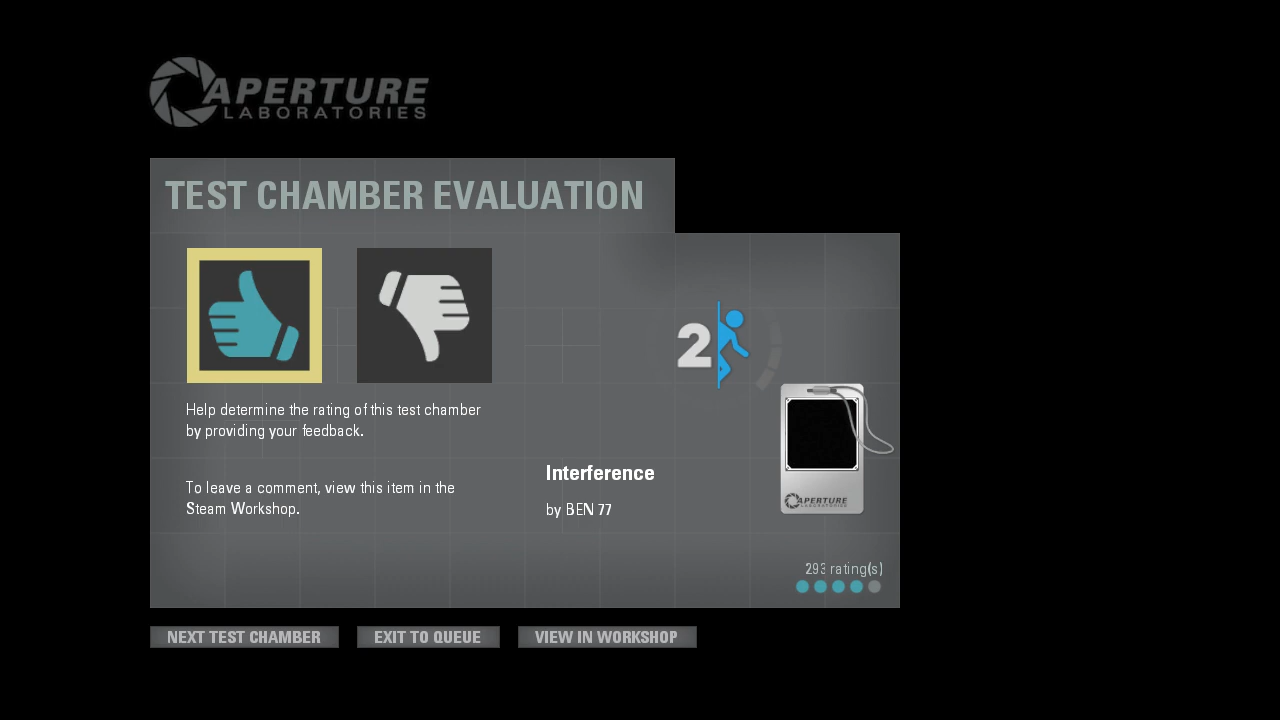 APERTURE
LABORATORIES
TEST CHAMBER EVALUATION
2
Help determine the rating of this test chamber
by providing your feedback.
To leave a comment, view this item in the
Steam Workshop.
Interference
by BEN 77
APERTURE
LABORATORIES
293 rating(s)
NEXT TEST CHAMBER
EXIT TO QUEUE
VIEW IN WORKSHOP